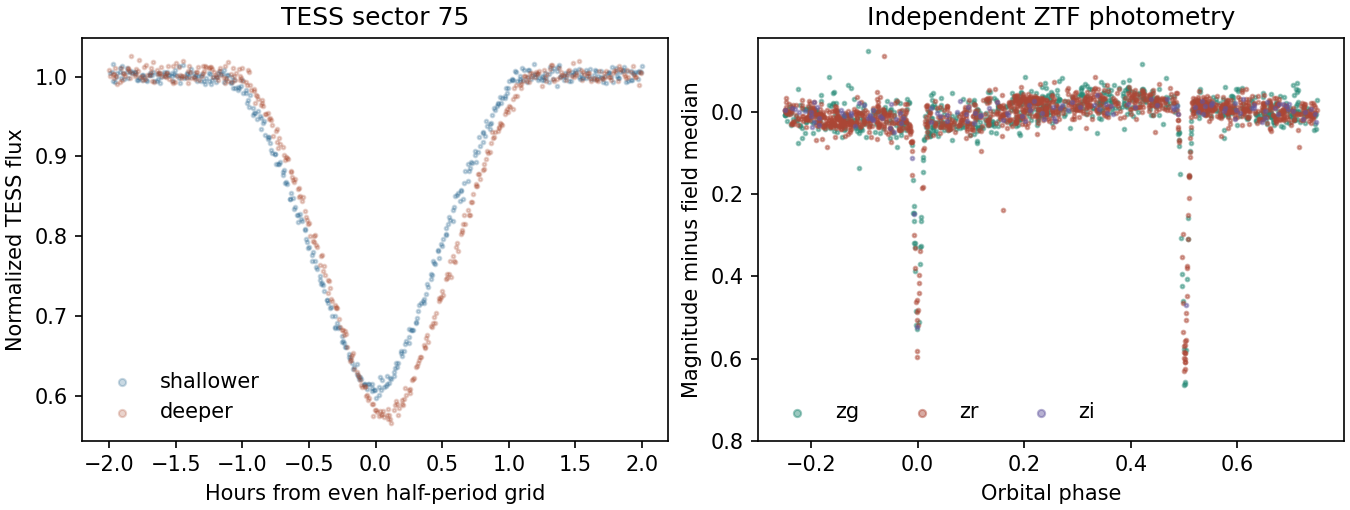 TESS sector 75
Normalized TESS flux
1.0
0.9
0.8
0.7
0.6
shallower
deeper
−2.0 −1.5 −1.0 −0.5 0.0 0.5 1.0 1.5 2.0
Hours from even half-period grid
Independent ZTF photometry
Magnitude minus field median
0.0
0.2
0.4
0.6
0.8
zg zr zi
−0.2 0.0 0.2 0.4 0.6
Orbital phase